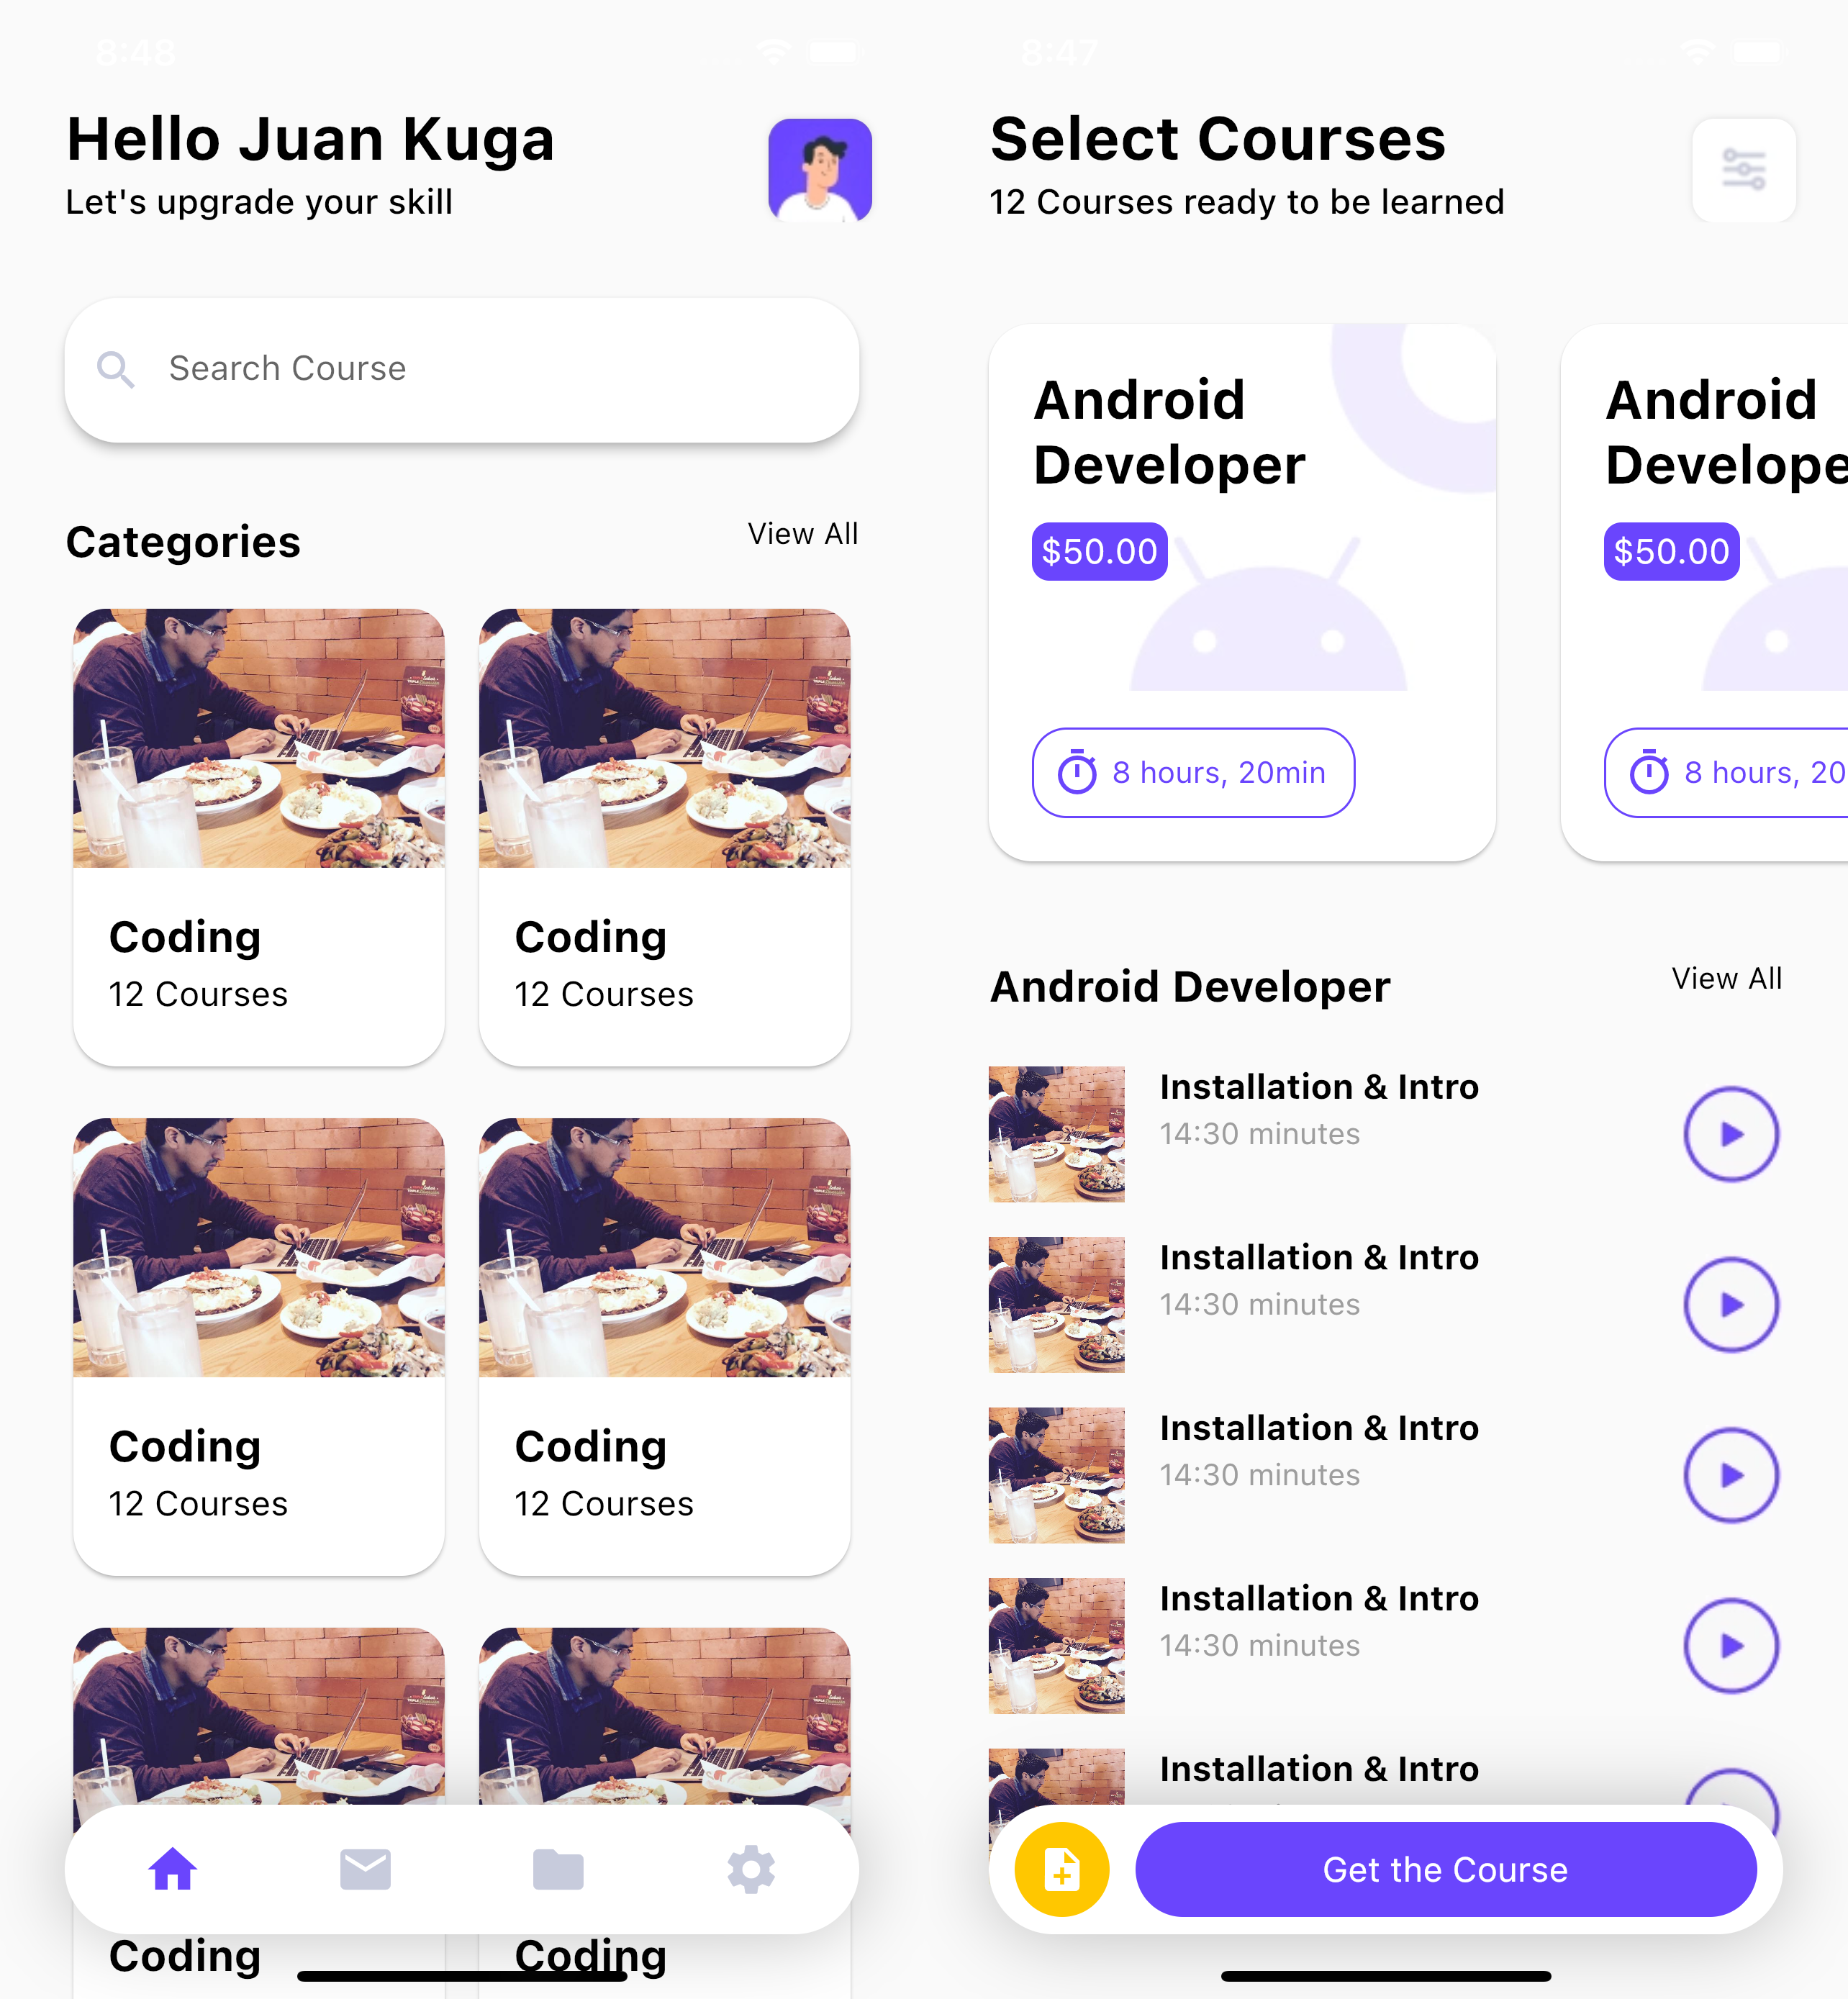 8:48
Hello Juan Kuga
Let's upgrade your skill
Search Course
Categories
View All
Coding
12 Courses
Coding
12 Courses
Coding
12 Courses
Coding
12 Courses
Coding
Coding
8:47
Select Courses
12 Courses ready to be learned
Android
Developer
$50.00
8 hours, 20min
Android
Develope
$50.00
8 hours, 20
Android Developer
View All
Installation & Intro
14:30 minutes
Installation & Intro
14:30 minutes
Installation & Intro
14:30 minutes
Installation & Intro
14:30 minutes
Installation & Intro
Get the Course